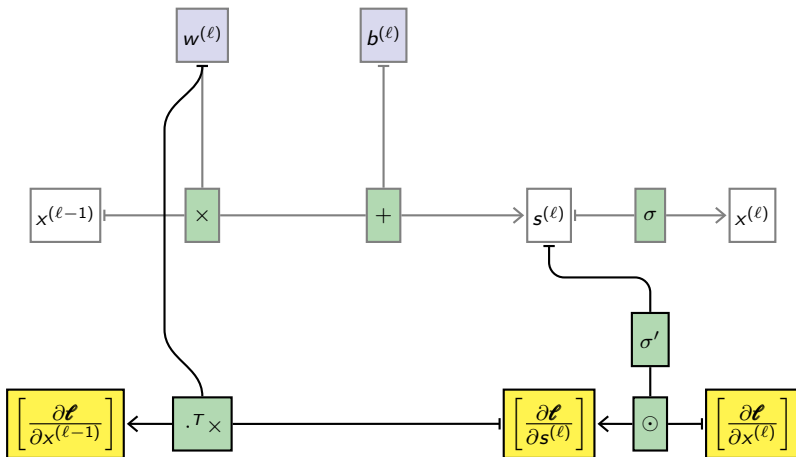 w^{(ℓ)} b^{(ℓ)}
x^{(ℓ−1)} × + s^{(ℓ)} σ x^{(ℓ)}
σ′
[∂ℓ/∂x^{(ℓ−1)}] ·^T × [∂ℓ/∂s^{(ℓ)}] ⊙ [∂ℓ/∂x^{(ℓ)}]